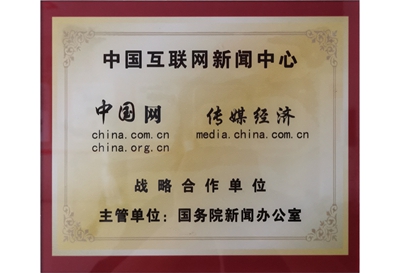 中国互联网新闻中心
中国网 传媒经济
china.com.cn media.china.com.cn
china.org.cn
战略合作单位
主管单位：国务院新闻办公室